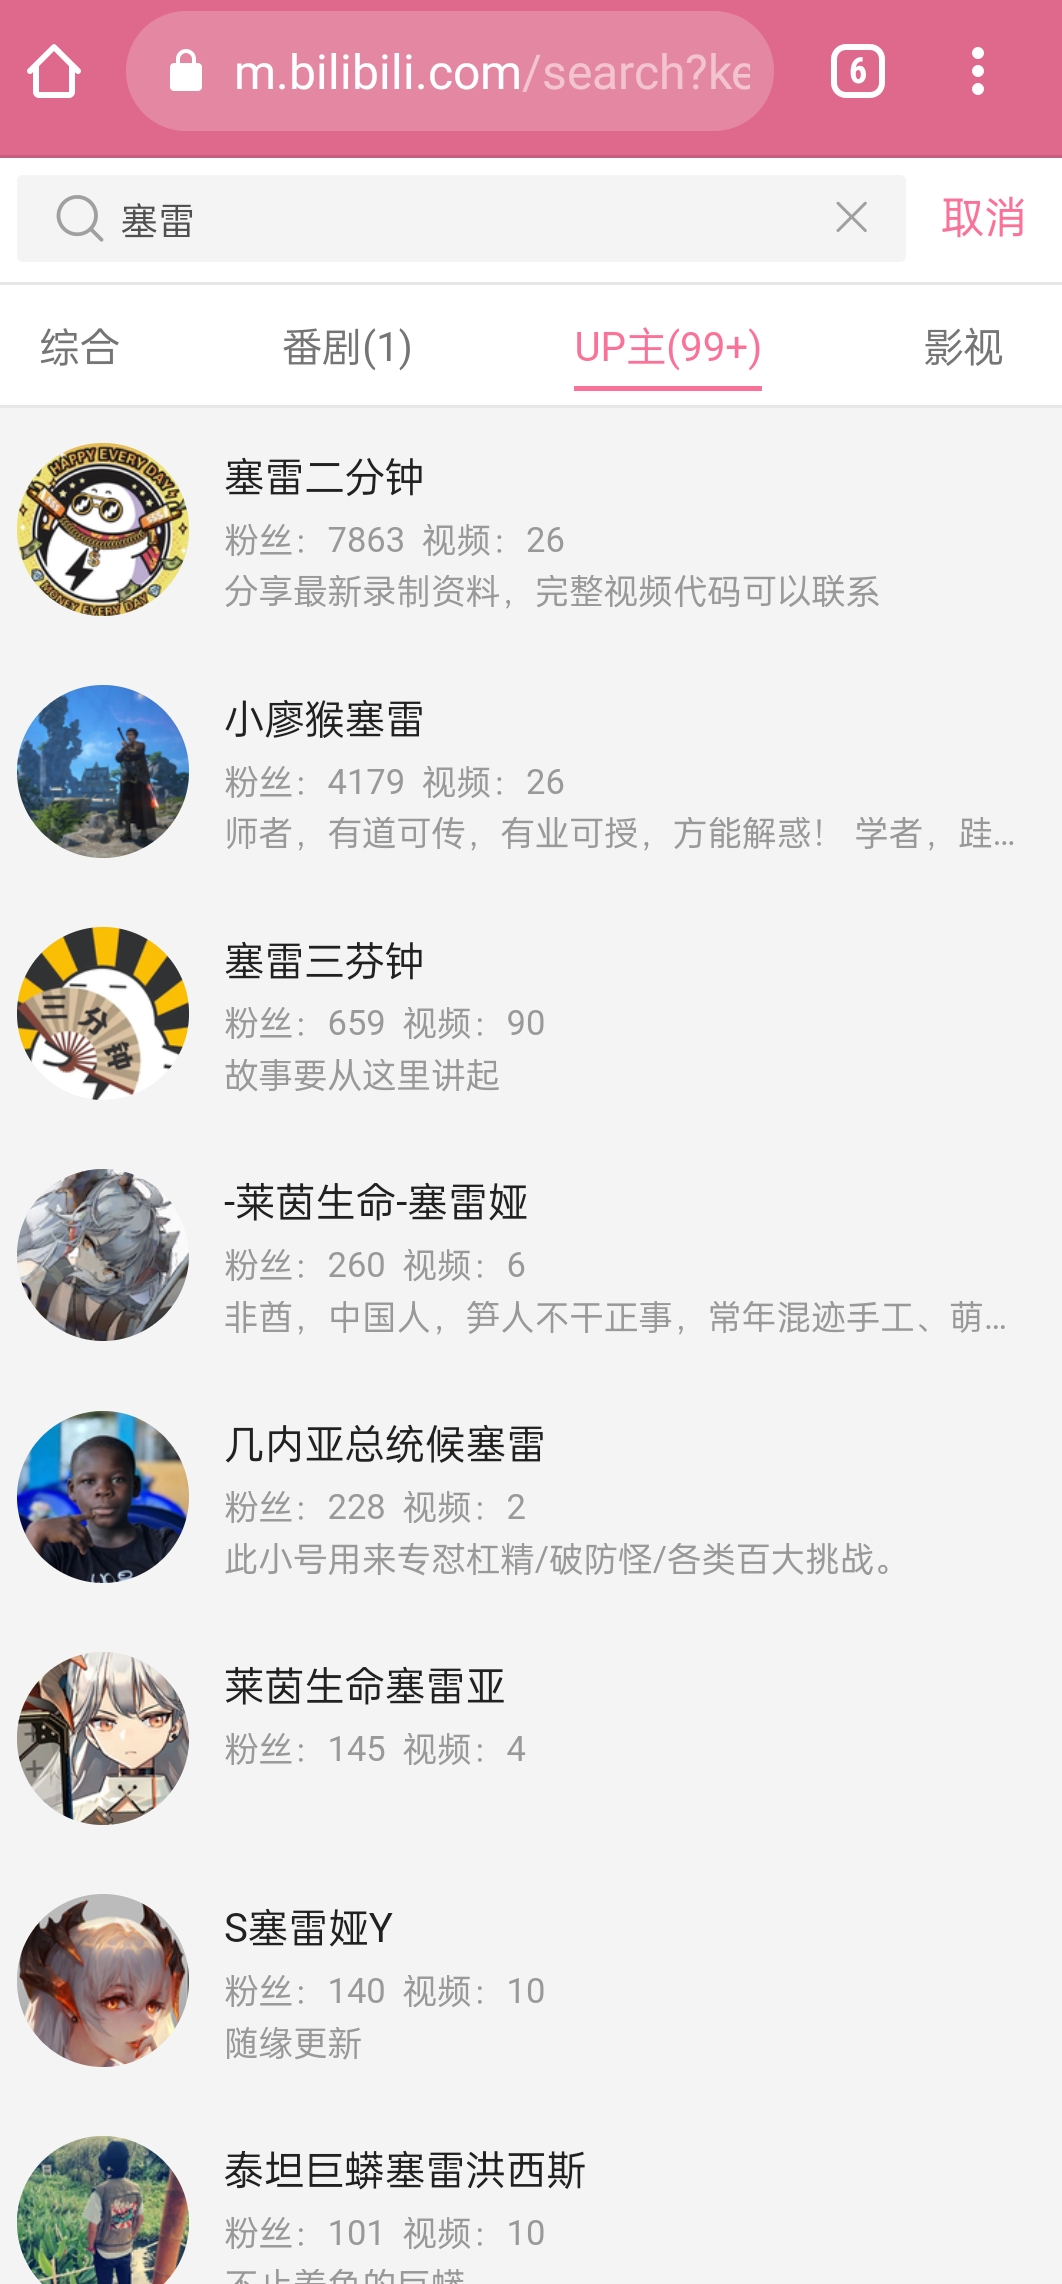 m.bilibili.com/search?ke
6
塞雷
取消
综合
番剧(1)
UP主(99+)
影视
HAPPY EVERY DAY
MONEY EVERY DAY
塞雷二分钟
粉丝：7863 视频：26
分享最新录制资料，完整视频代码可以联系
小廖猴塞雷
粉丝：4179 视频：26
师者，有道可传，有业可授，方能解惑！ 学者，跬...
三分钟
塞雷三芬钟
粉丝：659 视频：90
故事要从这里讲起
-莱茵生命-塞雷娅
粉丝：260 视频：6
非酋，中国人，笋人不干正事，常年混迹手工、萌...
几内亚总统候塞雷
粉丝：228 视频：2
此小号用来专怼杠精/破防怪/各类百大挑战。
莱茵生命塞雷亚
粉丝：145 视频：4
S塞雷娅Y
粉丝：140 视频：10
随缘更新
泰坦巨蟒塞雷洪西斯
粉丝：101 视频：10